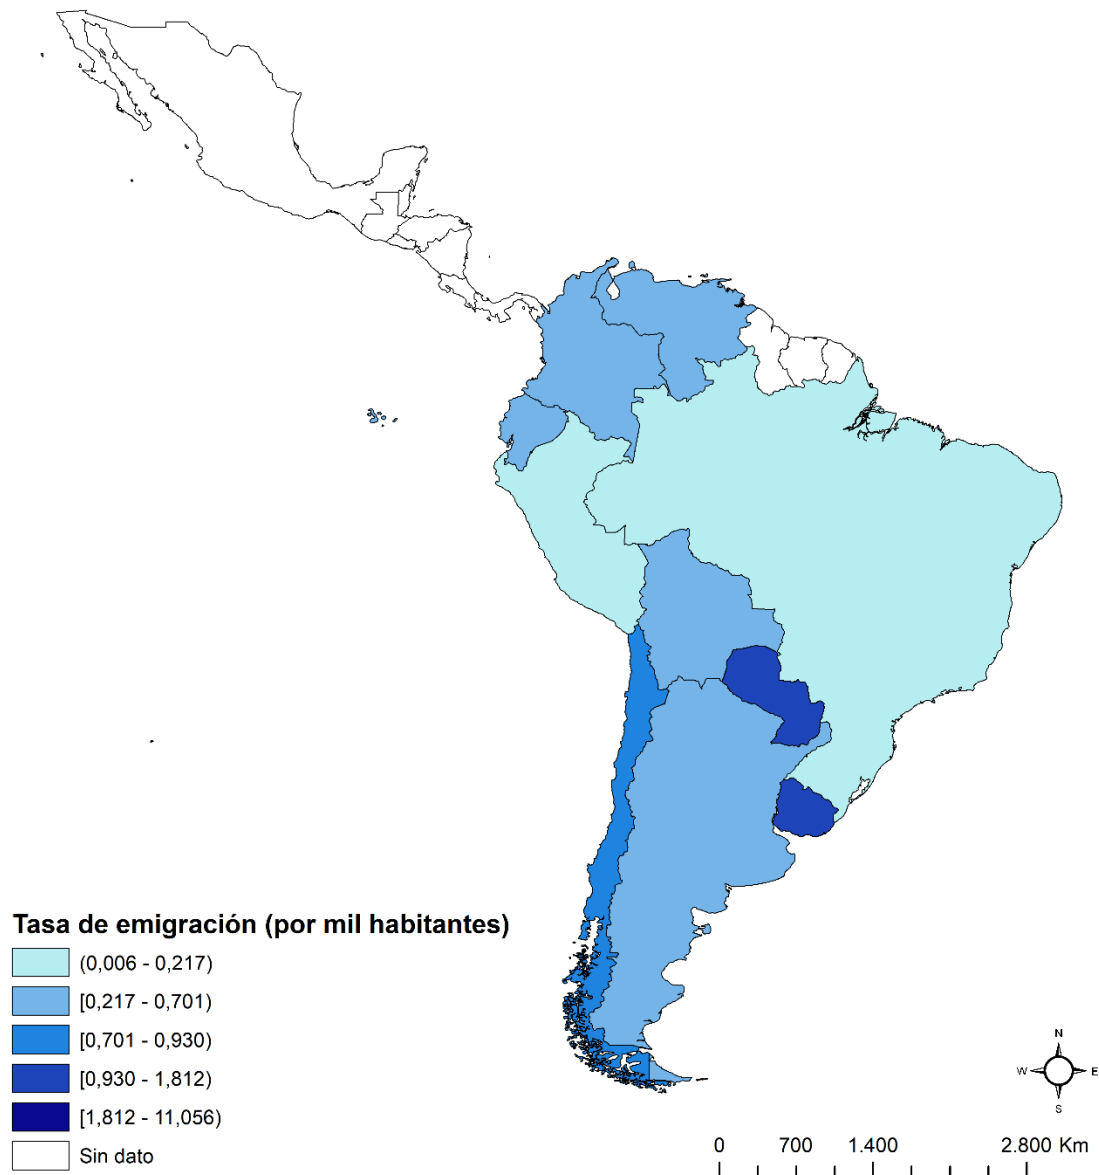 Tasa de emigración (por mil habitantes)
(0,006 - 0,217)
[0,217 - 0,701)
[0,701 - 0,930)
[0,930 - 1,812)
[1,812 - 11,056)
Sin dato
N
W E
S
0 700 1.400 2.800 Km